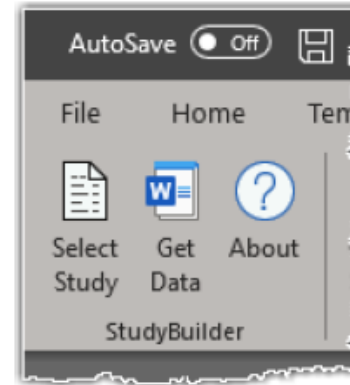 AutoSave Off
File Home
Select Get About
Study Data
StudyBuilder